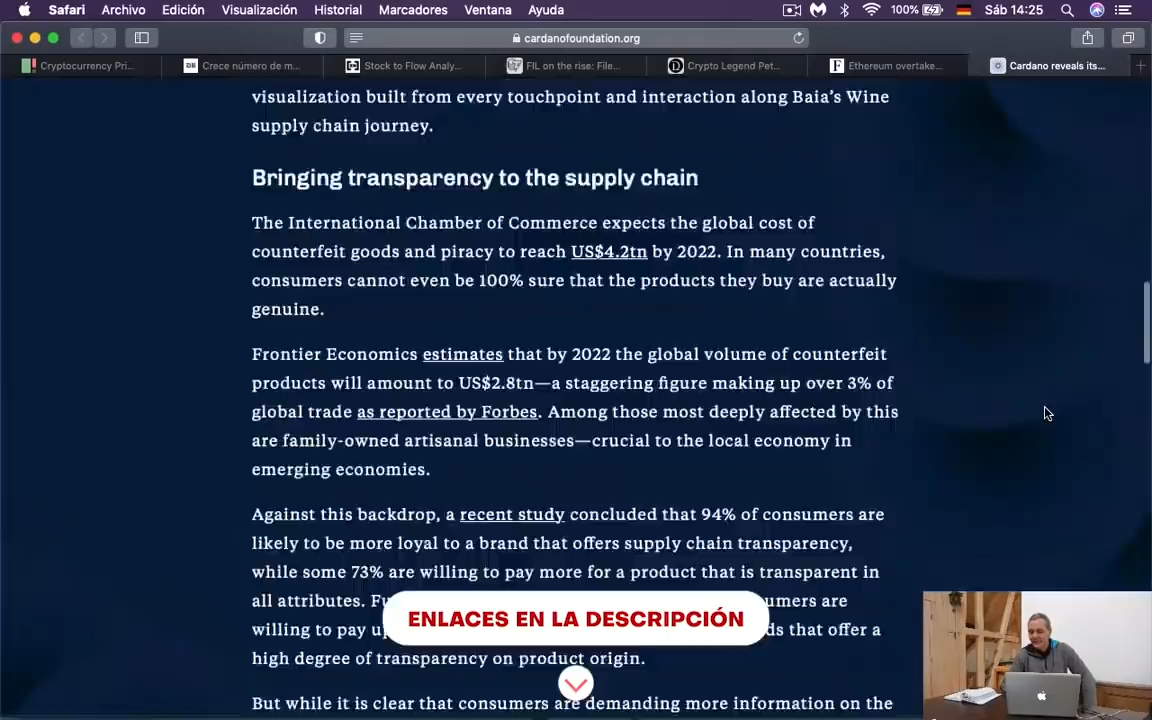 Safari Archivo Edición Visualización Historial Marcadores Ventana Ayuda 100% Sáb 14:25
cardanofoundation.org
Cryptocurrency Pri... Crece número de m... Stock to Flow Analy... FIL on the rise: File... Crypto Legend Pet... Ethereum overtake... Cardano reveals its...
visualization built from every touchpoint and interaction along Baia's Wine
supply chain journey.
Bringing transparency to the supply chain
The International Chamber of Commerce expects the global cost of
counterfeit goods and piracy to reach US$4.2tn by 2022. In many countries,
consumers cannot even be 100% sure that the products they buy are actually
genuine.
Frontier Economics estimates that by 2022 the global volume of counterfeit
products will amount to US$2.8tn—a staggering figure making up over 3% of
global trade as reported by Forbes. Among those most deeply affected by this
are family-owned artisanal businesses—crucial to the local economy in
emerging economies.
Against this backdrop, a recent study concluded that 94% of consumers are
likely to be more loyal to a brand that offers supply chain transparency,
while some 73% are willing to pay more for a product that is transparent in
all attributes. are
willing to pay that offer a
ENLACES EN LA DESCRIPCIÓN
high degree of transparency on product origin.
But while it is clear that consumers are demanding more information on the